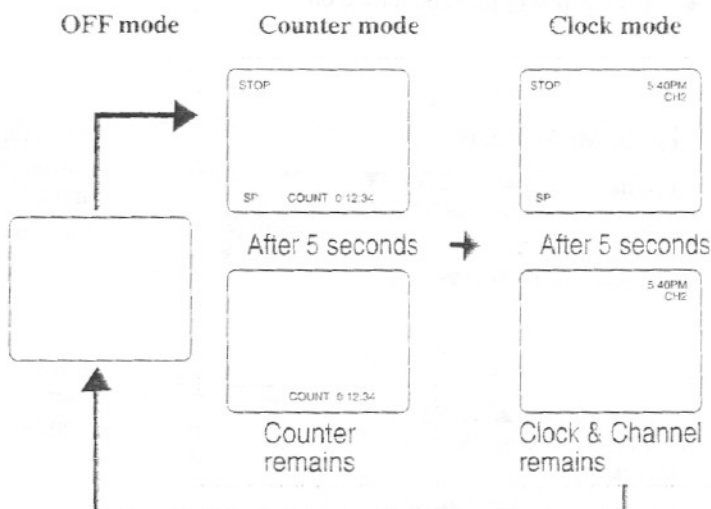 OFF mode
Counter mode
Clock mode
STOP
SP COUNT 0:12:34
STOP 5:40PM
CH2
SP
After 5 seconds
After 5 seconds
COUNT 0:12:34
5:40PM
CH2
Counter
remains
Clock & Channel
remains